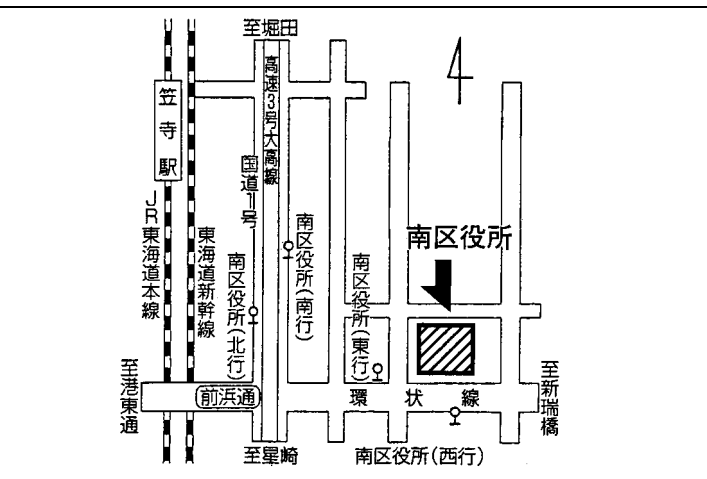 至堀田
高速3号大高線
笠寺駅
国道1号
JR東海道本線
東海道新幹線
南区役所(北行)
南区役所(南行)
南区役所(東行)
南区役所
至港東通
前浜通
環状線
至新瑞橋
至星崎
南区役所(西行)